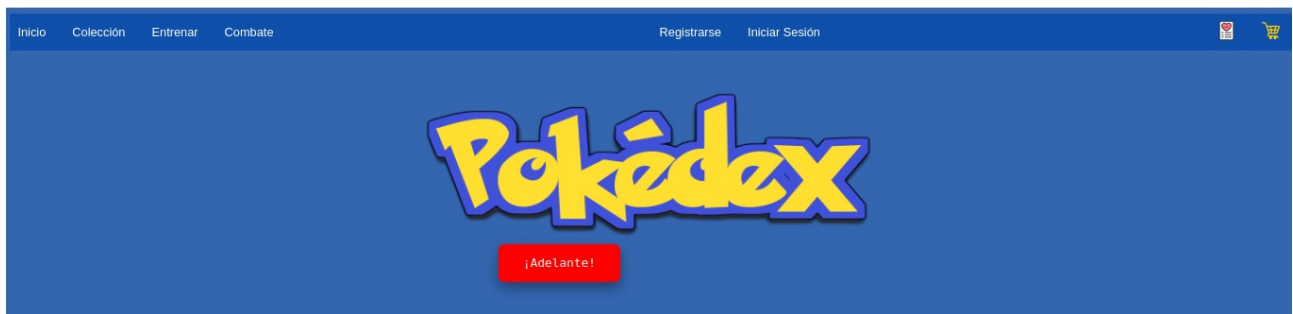 Inicio Colección Entrenar Combate Registrarse Iniciar Sesión
Pokédex
¡Adelante!